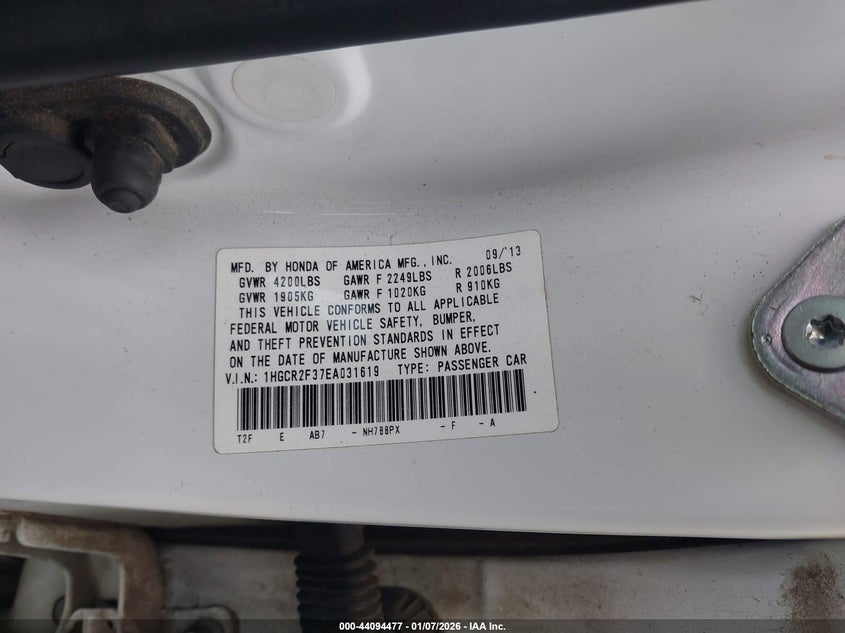 MFD. BY HONDA OF AMERICA MFG., INC. 09/'13
GVWR 4200LBS GAWR F 2249LBS R 2006LBS
GVWR 1905KG GAWR F 1020KG R 910KG
THIS VEHICLE CONFORMS TO ALL APPLICABLE
FEDERAL MOTOR VEHICLE SAFETY, BUMPER,
AND THEFT PREVENTION STANDARDS IN EFFECT
ON THE DATE OF MANUFACTURE SHOWN ABOVE.
V.I.N.: 1HGCR2F37EA031619 TYPE: PASSENGER CAR
T2F E AB7 - NH788PX - F - A
000-44094477 - 01/07/2026 - IAA Inc.